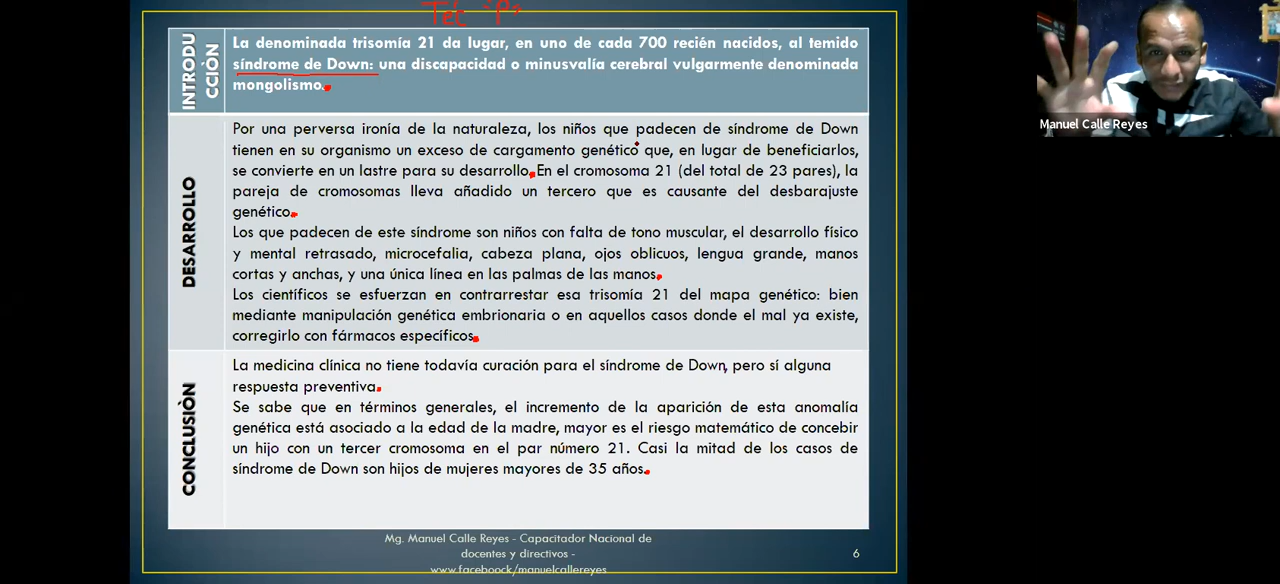 Téc
INTRODU
CCIÓN
La denominada trisomía 21 da lugar, en uno de cada 700 recién nacidos, al temido
síndrome de Down: una discapacidad o minusvalía cerebral vulgarmente denominada
mongolismo.
DESARROLLO
Por una perversa ironía de la naturaleza, los niños que padecen de síndrome de Down
tienen en su organismo un exceso de cargamento genético que, en lugar de beneficiarlos,
se convierte en un lastre para su desarrollo. En el cromosoma 21 (del total de 23 pares), la
pareja de cromosomas lleva añadido un tercero que es causante del desbarajuste
genético.
Los que padecen de este síndrome son niños con falta de tono muscular, el desarrollo físico
y mental retrasado, microcefalia, cabeza plana, ojos oblicuos, lengua grande, manos
cortas y anchas, y una única línea en las palmas de las manos.
Los científicos se esfuerzan en contrarrestar esa trisomía 21 del mapa genético: bien
mediante manipulación genética embrionaria o en aquellos casos donde el mal ya existe,
corregirlo con fármacos específicos.
CONCLUSIÓN
La medicina clínica no tiene todavía curación para el síndrome de Down, pero sí alguna
respuesta preventiva.
Se sabe que en términos generales, el incremento de la aparición de esta anomalía
genética está asociado a la edad de la madre, mayor es el riesgo matemático de concebir
un hijo con un tercer cromosoma en el par número 21. Casi la mitad de los casos de
síndrome de Down son hijos de mujeres mayores de 35 años.
Mg. Manuel Calle Reyes - Capacitador Nacional de
docentes y directivos -
www.faceboock/manuelcallereyes
6
Manuel Calle Reyes